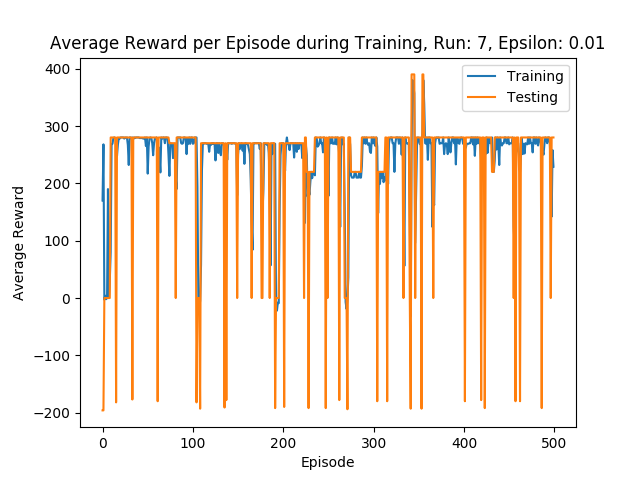 Average Reward per Episode during Training, Run: 7, Epsilon: 0.01
Training
Testing
400
300
200
100
0
−100
−200
Average Reward
0
100
200
300
400
500
Episode